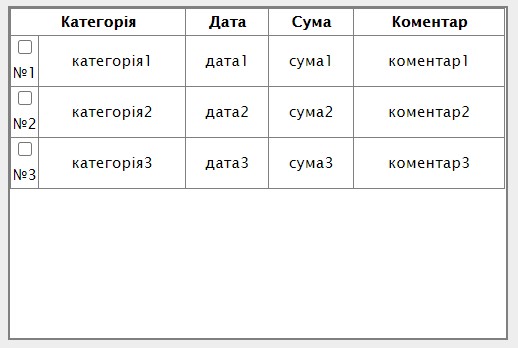 Категорія Дата Сума Коментар
№1 категорія1 дата1 сума1 коментар1
№2 категорія2 дата2 сума2 коментар2
№3 категорія3 дата3 сума3 коментар3